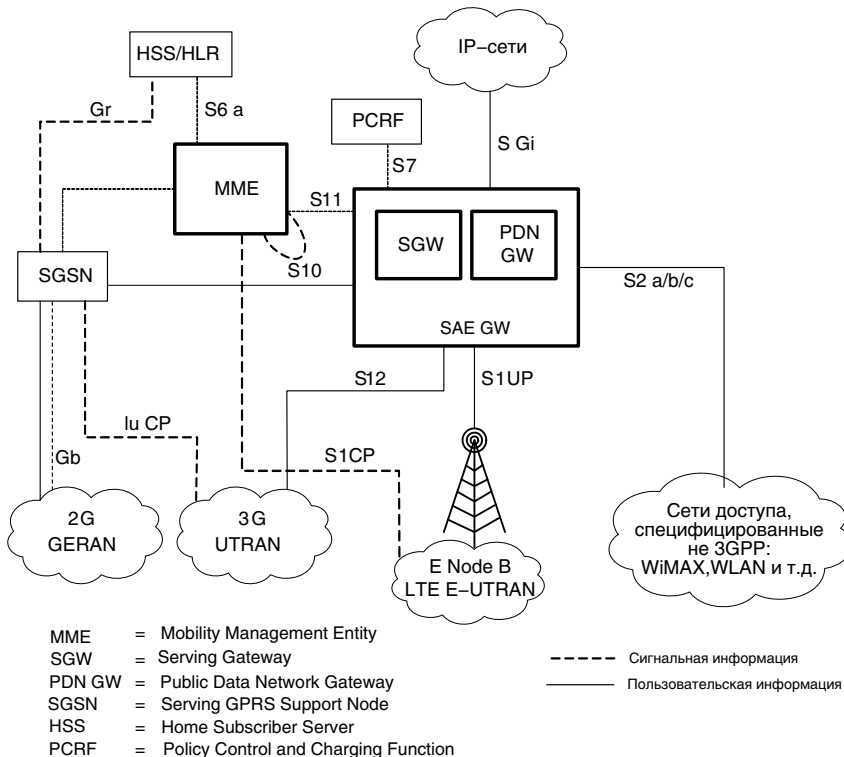 HSS/HLR
IP–сети
Gr
S6 a
PCRF
S Gi
S7
MME
S11
SGW
PDN
GW
S10
SGSN
S2 a/b/c
SAE GW
S12
S1UP
Iu CP
Gb
S1CP
2G
GERAN
3G
UTRAN
E Node B
LTE E–UTRAN
Сети доступа,
специфицированные
не 3GPP:
WiMAX,WLAN и т.д.
MME = Mobility Management Entity
SGW = Serving Gateway
PDN GW = Public Data Network Gateway
SGSN = Serving GPRS Support Node
HSS = Home Subscriber Server
PCRF = Policy Control and Charging Function
Сигнальная информация
Пользовательская информация